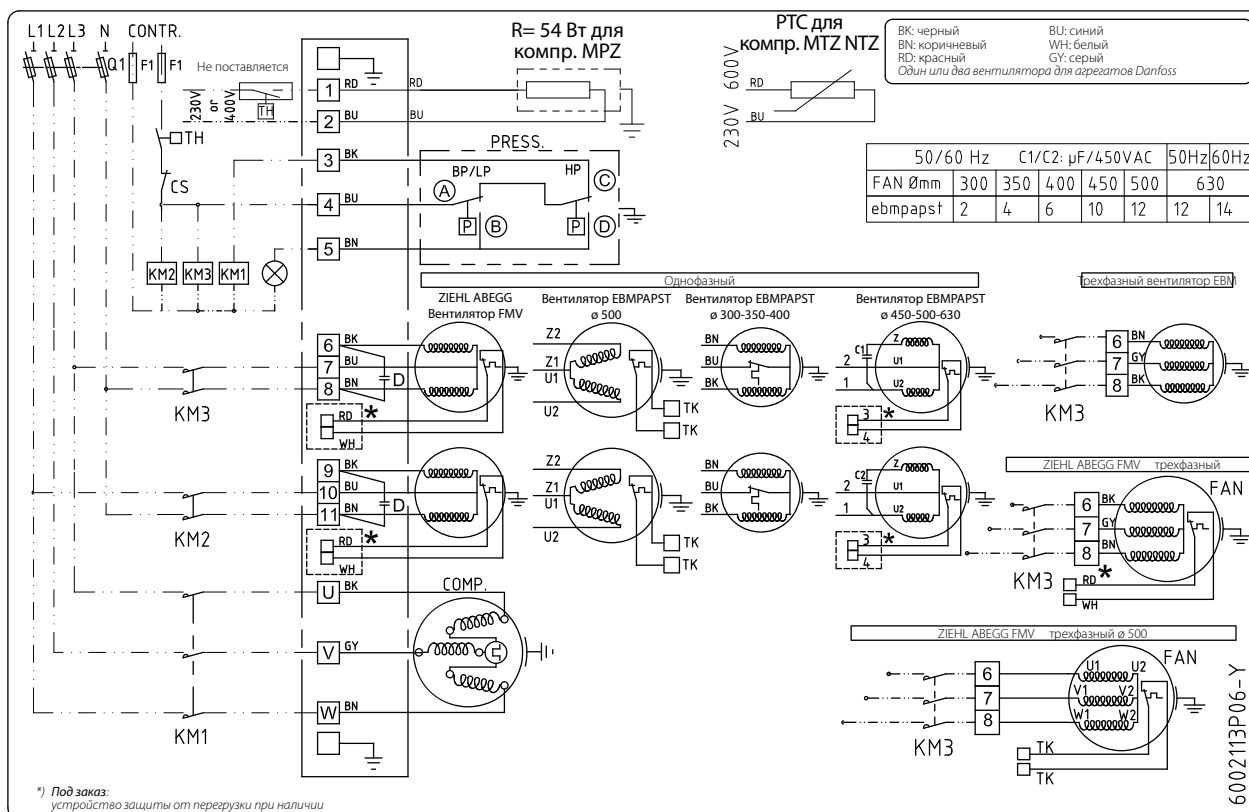 L1 L2 L3 N CONTR.
Q1 F1 F1
Не поставляется
230V or 400V
TH
TH
CS
KM2 KM3 KM1
1 RD RD
2 BU BU
3 BK
4 BU
5 BN
R= 54 Вт для
компр. MPZ
PTC для
компр. MTZ NTZ
600V RD
230V BU
BK: черный BU: синий
BN: коричневый WH: белый
RD: красный GY: серый
Один или два вентилятора для агрегатов Danfoss
PRESS.
BP/LP HP
A C
P B P D
50/60 Hz C1/C2: µF/450VAC 50Hz 60Hz
FAN Ømm 300 350 400 450 500 630
ebmpapst 2 4 6 10 12 12 14
Однофазный
ZIEHL ABEGG
Вентилятор FMV
Вентилятор EBMPAPST
ø 500
Вентилятор EBMPAPST
ø 300-350-400
Вентилятор EBMPAPST
ø 450-500-630
Трехфазный вентилятор EBM
6 BK
7 BU
8 BN
D
RD *
WH
KM3
Z2
Z1
U1
U2
TK
TK
BN
BU
BK
C1 Z
2 U1
1 U2
3 *
4
6 BN
7 GY
8 BK
KM3
9 BK
10 BU
11 BN
D
RD *
WH
KM2
Z2
Z1
U1
U2
TK
TK
BN
BU
BK
C2 Z
2 U1
1 U2
3 *
4
ZIEHL ABEGG FMV трехфазный
FAN
6 BK
7 GY
8 BN
KM3
* RD
WH
U BK
V GY
W BN
COMP.
KM1
ZIEHL ABEGG FMV трехфазный ø 500
FAN
6 U1 U2
7 V1 V2
8 W1 W2
KM3
TK
TK
6002113P06-Y
*) Под заказ:
устройство защиты от перегрузки при наличии